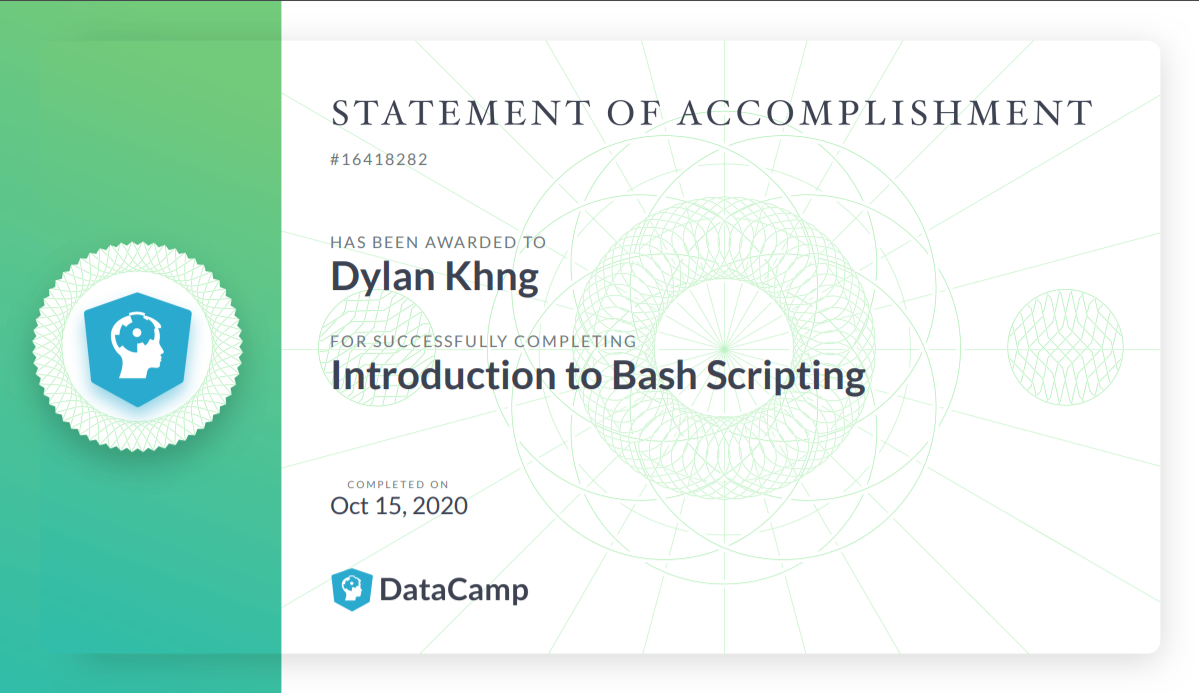 STATEMENT OF ACCOMPLISHMENT
#16418282
HAS BEEN AWARDED TO
Dylan Khng
FOR SUCCESSFULLY COMPLETING
Introduction to Bash Scripting
COMPLETED ON
Oct 15, 2020
DataCamp